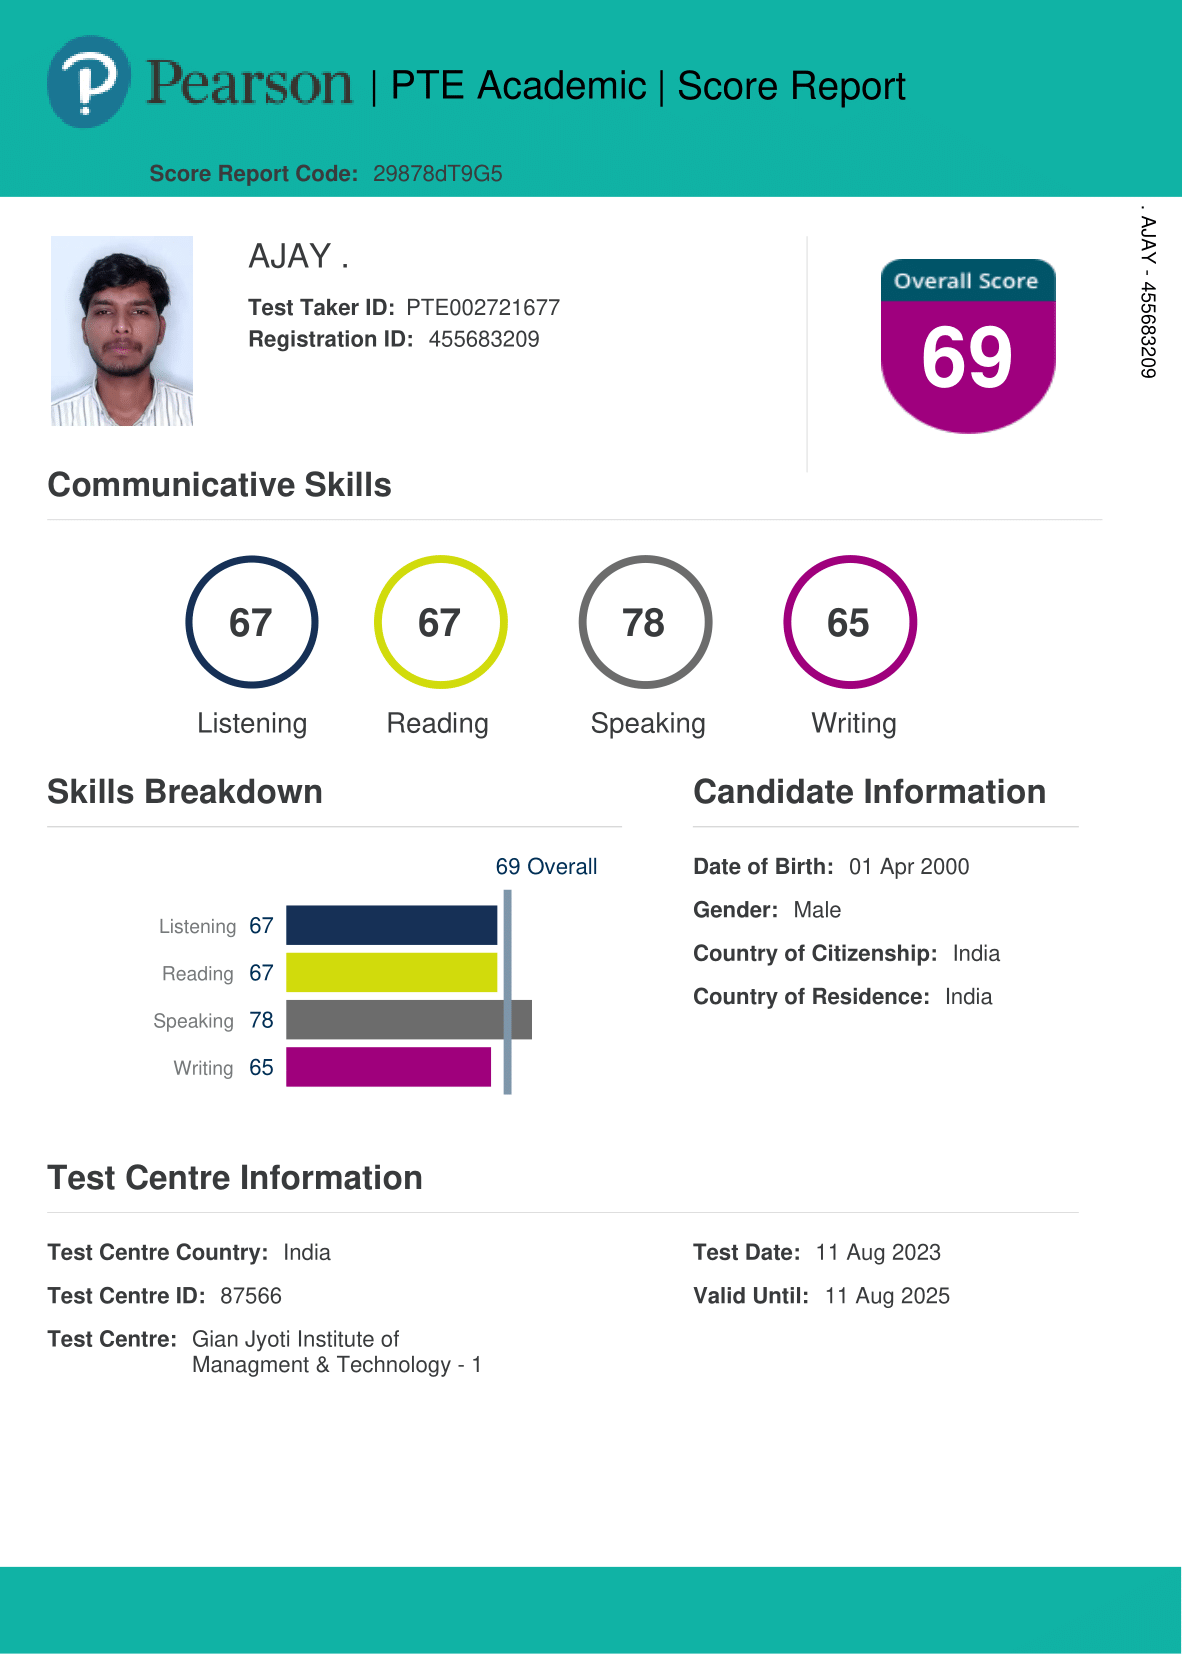 Pearson | PTE Academic | Score Report
Score Report Code: 29878dT9G5
. AJAY - 455683209
AJAY .
Test Taker ID: PTE002721677
Registration ID: 455683209
Overall Score
69
Communicative Skills
67 67 78 65
Listening Reading Speaking Writing
Skills Breakdown
69 Overall
Listening 67
Reading 67
Speaking 78
Writing 65
Candidate Information
Date of Birth: 01 Apr 2000
Gender: Male
Country of Citizenship: India
Country of Residence: India
Test Centre Information
Test Centre Country: India
Test Centre ID: 87566
Test Centre: Gian Jyoti Institute of
Managment & Technology - 1
Test Date: 11 Aug 2023
Valid Until: 11 Aug 2025